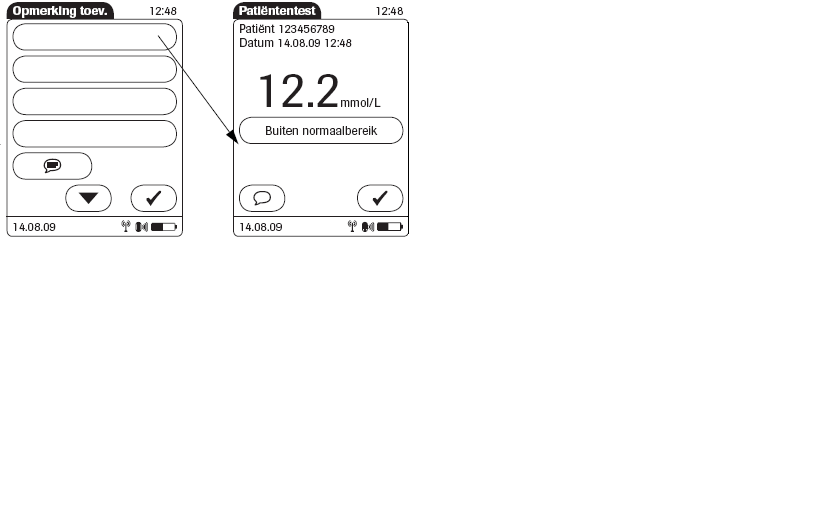 Opmerking toev. 12:48
14.08.09
Patiëntentest 12:48
Patiënt 123456789
Datum 14.08.09 12:48
12.2 mmol/L
Buiten normaalbereik
14.08.09